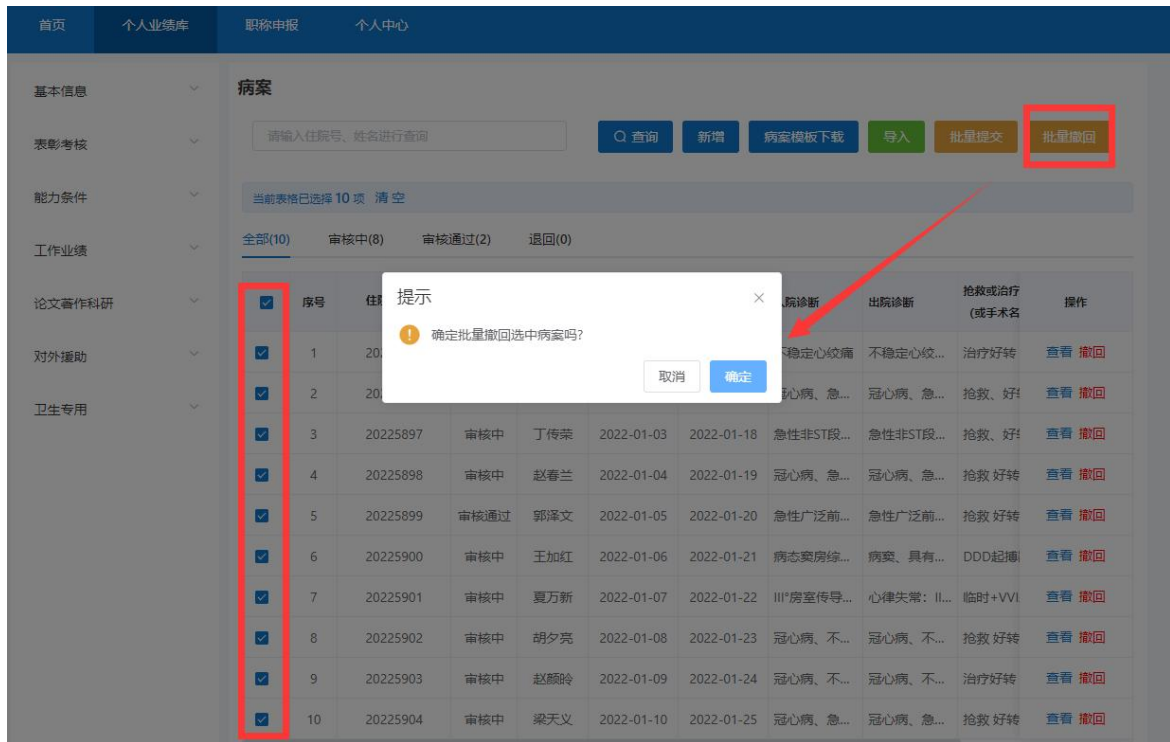 首页 个人业绩库 职称申报 个人中心
基本信息
表彰考核
能力条件
工作业绩
论文著作科研
对外援助
卫生专用
病案
请输入住院号、姓名进行查询 查询 新增 病案模板下载 导入 批量提交 批量撤回
当前表格已选择 10 项 清空
全部(10) 审核中(8) 审核通过(2) 退回(0)
序号 院诊断 出院诊断 抢救或治疗 操作
(或手术名
提示
确定批量撤回选中病案吗?
取消 确定
1 不稳定心绞痛 不稳定心绞... 治疗好转 查看 撤回
2 冠心病、急... 冠心病、急... 抢救、好 查看 撤回
3 20225897 审核中 丁传荣 2022-01-03 2022-01-18 急性非ST段... 急性非ST段... 抢救、好 查看 撤回
4 20225898 审核中 赵春兰 2022-01-04 2022-01-19 冠心病、急... 冠心病、急... 抢救 好转 查看 撤回
5 20225899 审核通过 郭泽文 2022-01-05 2022-01-20 急性广泛前... 急性广泛前... 抢救 好转 查看 撤回
6 20225900 审核中 王加红 2022-01-06 2022-01-21 病态窦房综... 病窦、具有... DDD起搏 查看 撤回
7 20225901 审核中 夏万新 2022-01-07 2022-01-22 III°房室传导... 心律失常：II... 临时+VVI 查看 撤回
8 20225902 审核中 胡夕亮 2022-01-08 2022-01-23 冠心病、不... 冠心病、不... 抢救 好转 查看 撤回
9 20225903 审核中 赵颜昤 2022-01-09 2022-01-24 冠心病、不... 冠心病、不... 治疗好转 查看 撤回
10 20225904 审核中 梁天义 2022-01-10 2022-01-25 冠心病、急... 冠心病、急... 抢救 好转 查看 撤回